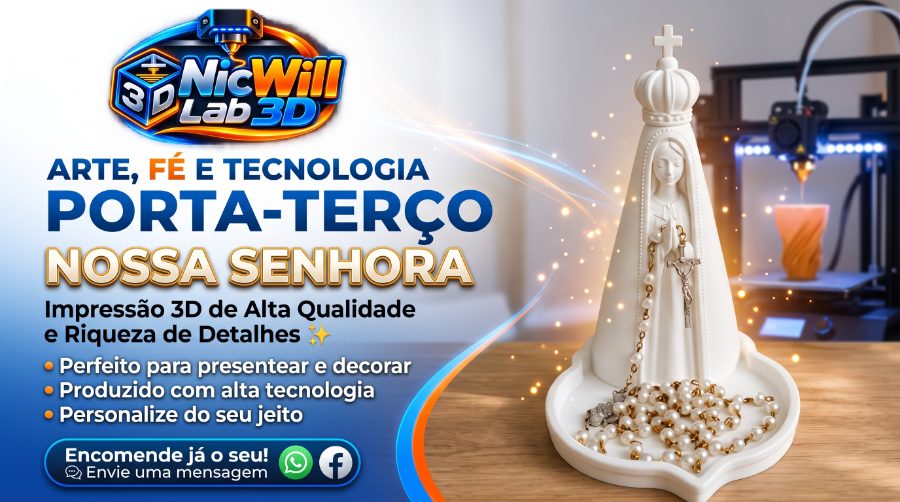 3D
NicWill
Lab 3D
ARTE, FÉ E TECNOLOGIA
PORTA-TERÇO
NOSSA SENHORA
Impressão 3D de Alta Qualidade
e Riqueza de Detalhes ✨
• Perfeito para presentear e decorar
• Produzido com alta tecnologia
• Personalize do seu jeito
Encomende já o seu!
Envie uma mensagem